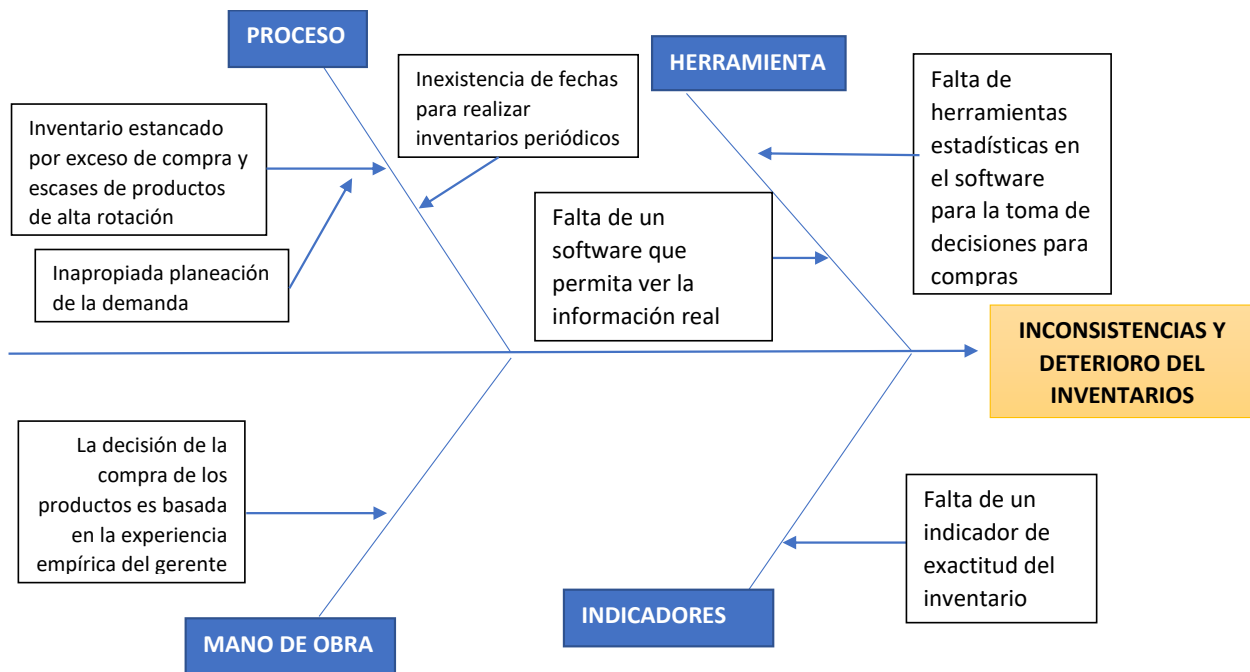 PROCESO
HERRAMIENTA
Inexistencia de fechas
para realizar
inventarios periódicos
Falta de
herramientas
estadísticas en
el software
para la toma de
decisiones para
compras
Inventario estancado
por exceso de compra y
escases de productos
de alta rotación
Falta de un
software que
permita ver la
información real
Inapropiada planeación
de la demanda
INCONSISTENCIAS Y
DETERIORO DEL
INVENTARIOS
La decisión de la
compra de los
productos es basada
en la experiencia
empírica del gerente
Falta de un
indicador de
exactitud del
inventario
INDICADORES
MANO DE OBRA